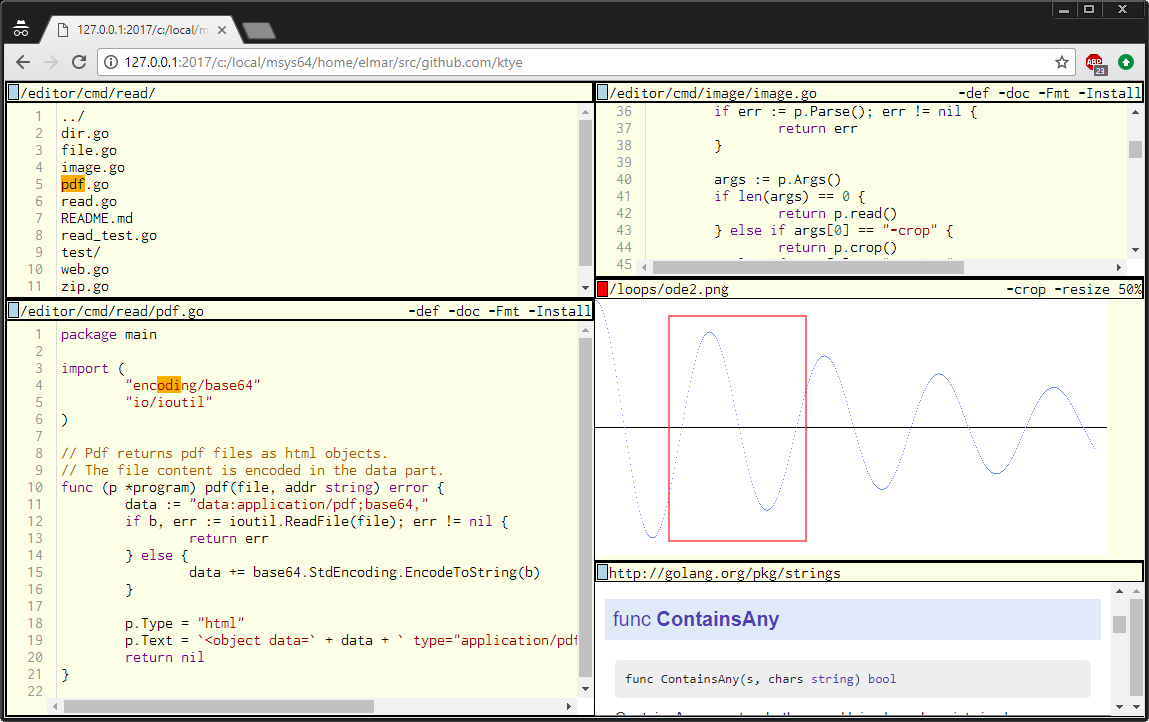 127.0.0.1:2017/c:/local/m
127.0.0.1:2017/c:/local/msys64/home/elmar/src/github.com/ktye
ABP
23
/editor/cmd/read/
1 ../
2 dir.go
3 file.go
4 image.go
5 pdf.go
6 read.go
7 README.md
8 read_test.go
9 test/
10 web.go
11 zip.go
/editor/cmd/read/pdf.go -def -doc -Fmt -Install
1 package main
2
3 import (
4 "encoding/base64"
5 "io/ioutil"
6 )
7
8 // Pdf returns pdf files as html objects.
9 // The file content is encoded in the data part.
10 func (p *program) pdf(file, addr string) error {
11 data := "data:application/pdf;base64,"
12 if b, err := ioutil.ReadFile(file); err != nil {
13 return err
14 } else {
15 data += base64.StdEncoding.EncodeToString(b)
16 }
17
18 p.Type = "html"
19 p.Text = `<object data=` + data + ` type="application/pdf
20 return nil
21 }
22
/editor/cmd/image/image.go -def -doc -Fmt -Install
36 if err := p.Parse(); err != nil {
37 return err
38 }
39
40 args := p.Args()
41 if len(args) == 0 {
42 return p.read()
43 } else if args[0] == "-crop" {
44 return p.crop()
45
/loops/ode2.png -crop -resize 50%
http://golang.org/pkg/strings
func ContainsAny
func ContainsAny(s, chars string) bool